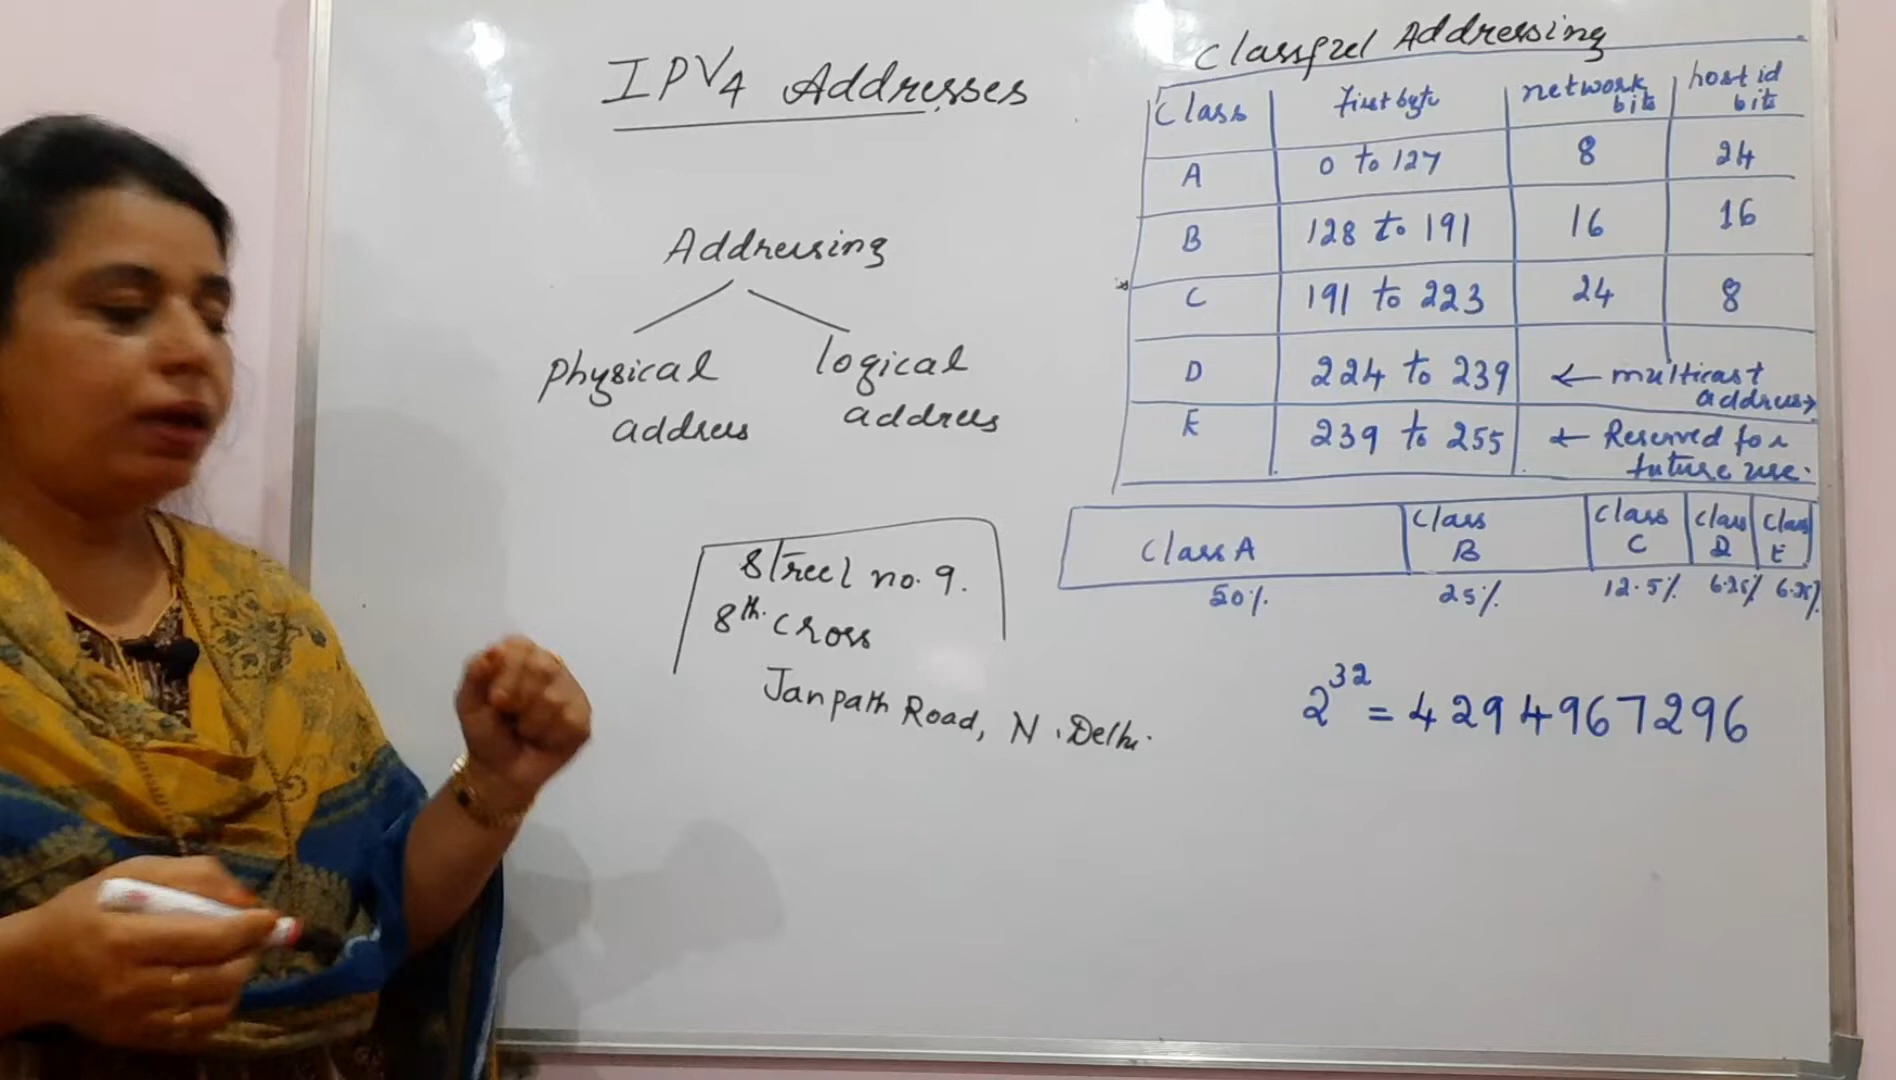 IPV4 Addresses
Addressing
physical address
logical address
Street no. 9.
8th cross
Janpath Road, N. Delhi.
Classful Addressing
Class | First byte | network bits | host id bits
A | 0 to 127 | 8 | 24
B | 128 to 191 | 16 | 16
C | 191 to 223 | 24 | 8
D | 224 to 239 | ← multicast address
E | 239 to 255 | ← Reserved for future use.
Class A | Class B | Class C | Class D | Class E
50% 25% 12.5% 6.25% 6.25%
2^32 = 4294967296